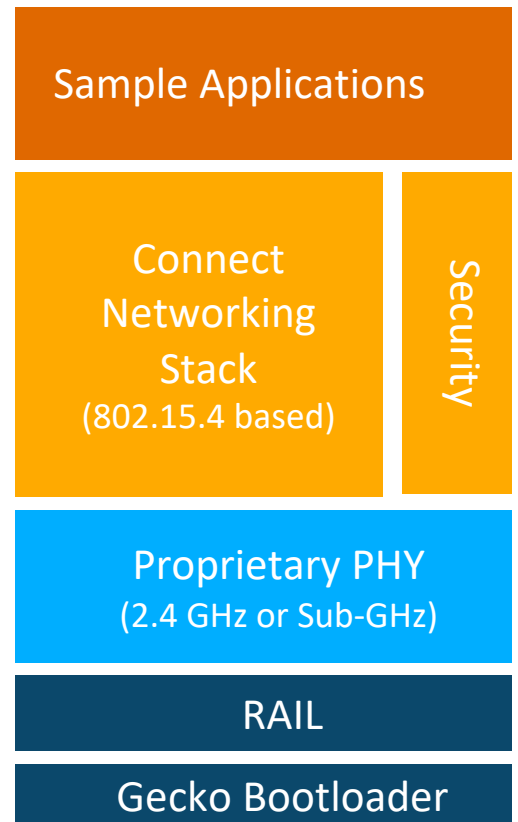 Sample Applications
Connect
Networking
Stack
(802.15.4 based)
Security
Proprietary PHY
(2.4 GHz or Sub-GHz)
RAIL
Gecko Bootloader